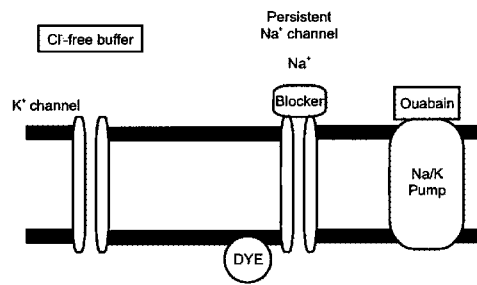 Cl⁻-free buffer
Persistent
Na⁺ channel
Na⁺
K⁺ channel
Blocker
Ouabain
Na/K
Pump
DYE